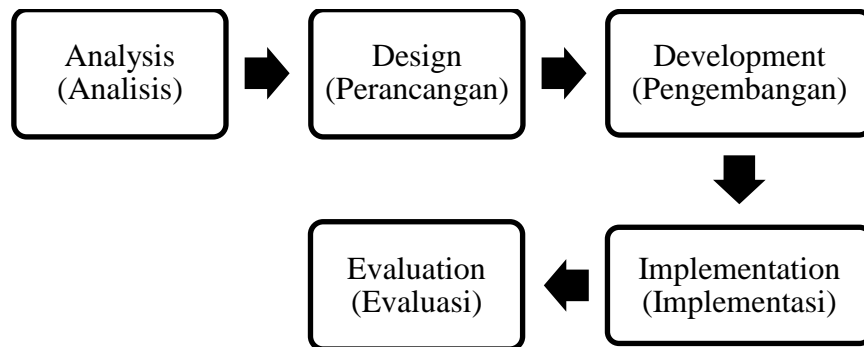 Analysis
(Analisis)
Design
(Perancangan)
Development
(Pengembangan)
Implementation
(Implementasi)
Evaluation
(Evaluasi)